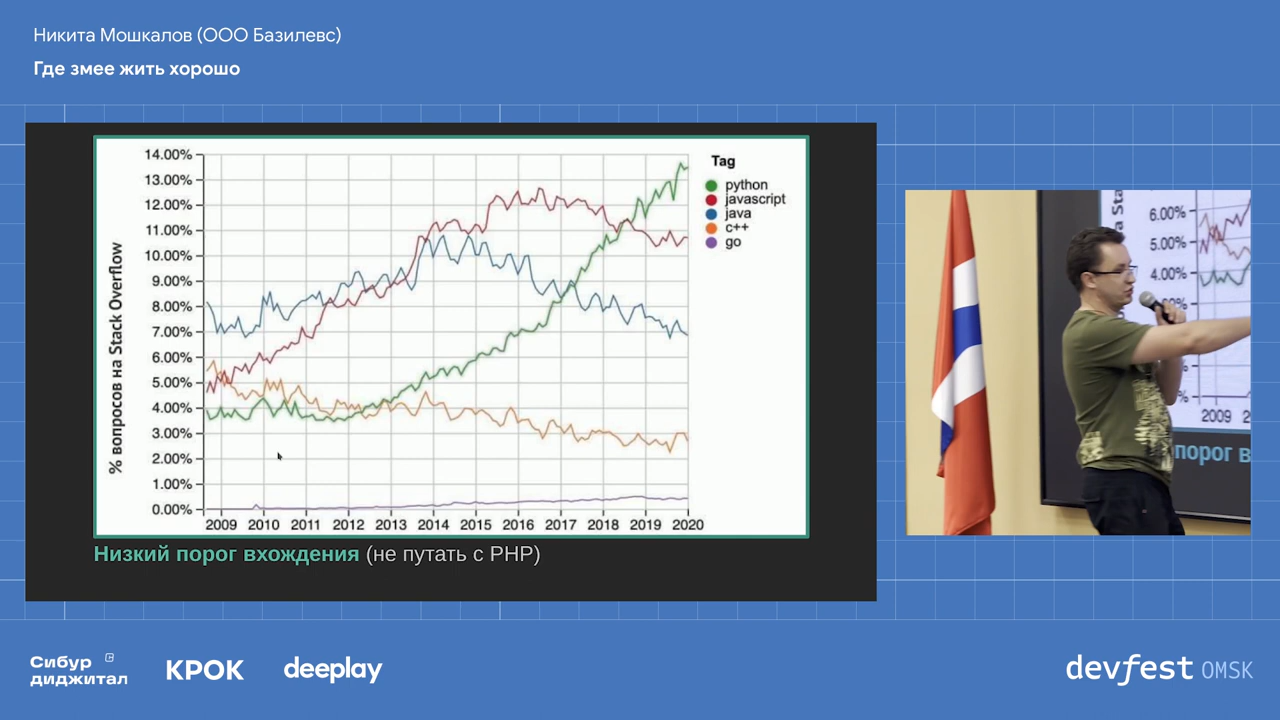 Никита Мошкалов (ООО Базилевс)
Где змее жить хорошо
14.00%
13.00%
12.00%
11.00%
10.00%
9.00%
8.00%
7.00%
6.00%
5.00%
4.00%
3.00%
2.00%
1.00%
0.00%
% вопросов на Stack Overflow
2009 2010 2011 2012 2013 2014 2015 2016 2017 2018 2019 2020
Tag
python
javascript
java
c++
go
Низкий порог вхождения (не путать с PHP)
6.00%
5.00%
4.00%
2009
порог в
Сибур
диджитал
КРОК
deeplay
devfest OMSK